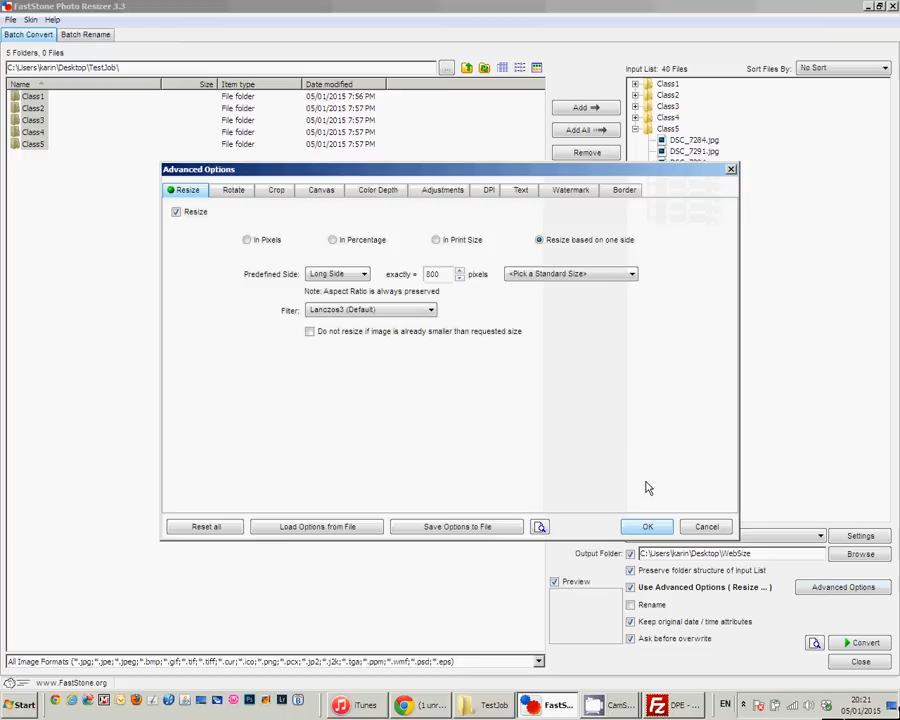 FastStone Photo Resizer 3.3
File Skin Help
Batch Convert Batch Rename
5 Folders, 0 Files
C:\Users\karin\Desktop\TestJob\ ...
Input List: 40 Files Sort Files By: No Sort
Name Size Item type Date modified
Class1 File folder 05/01/2015 7:56 PM
Class2 File folder 05/01/2015 7:57 PM
Class3 File folder 05/01/2015 7:57 PM
Class4 File folder 05/01/2015 7:57 PM
Class5 File folder 05/01/2015 7:57 PM
Add
Add All
Remove
Class1
Class2
Class3
Class4
Class5
DSC_7284.jpg
DSC_7291.jpg
Advanced Options
Resize Rotate Crop Canvas Color Depth Adjustments DPI Text Watermark Border
Resize
In Pixels In Percentage In Print Size Resize based on one side
Predefined Side: Long Side exactly = 800 pixels <Pick a Standard Size>
Note: Aspect Ratio is always preserved
Filter: Lanczos3 (Default)
Do not resize if image is already smaller than requested size
Reset all Load Options from File Save Options to File OK Cancel
Settings
Output Folder: C:\Users\karin\Desktop\WebSize Browse
Preserve folder structure of Input List
Preview Use Advanced Options ( Resize ... ) Advanced Options
Rename
Keep original date / time attributes
Ask before overwrite Convert
All Image Formats (*.jpg;*.jpe;*.jpeg;*.bmp;*.gif;*.tif;*.tiff;*.cur;*.ico;*.png;*.pcx;*.jp2;*.j2k;*.tga;*.ppm;*.wmf;*.psd;*.eps) Close
www.FastStone.org
Start iTunes (1 unr... TestJob FastS... CamS... DPE - ... EN 20:21
05/01/2015